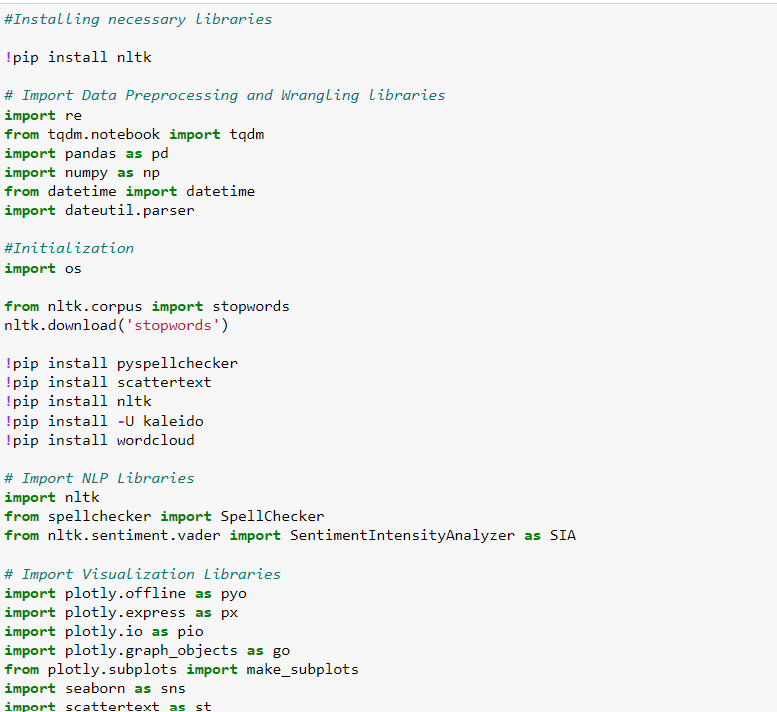 #Installing necessary libraries
!pip install nltk
# Import Data Preprocessing and Wrangling libraries
import re
from tqdm.notebook import tqdm
import pandas as pd
import numpy as np
from datetime import datetime
import dateutil.parser
#Initialization
import os
from nltk.corpus import stopwords
nltk.download('stopwords')
!pip install pyspellchecker
!pip install scattertext
!pip install nltk
!pip install -U kaleido
!pip install wordcloud
# Import NLP Libraries
import nltk
from spellchecker import SpellChecker
from nltk.sentiment.vader import SentimentIntensityAnalyzer as SIA
# Import Visualization Libraries
import plotly.offline as pyo
import plotly.express as px
import plotly.io as pio
import plotly.graph_objects as go
from plotly.subplots import make_subplots
import seaborn as sns
import scattertext as st